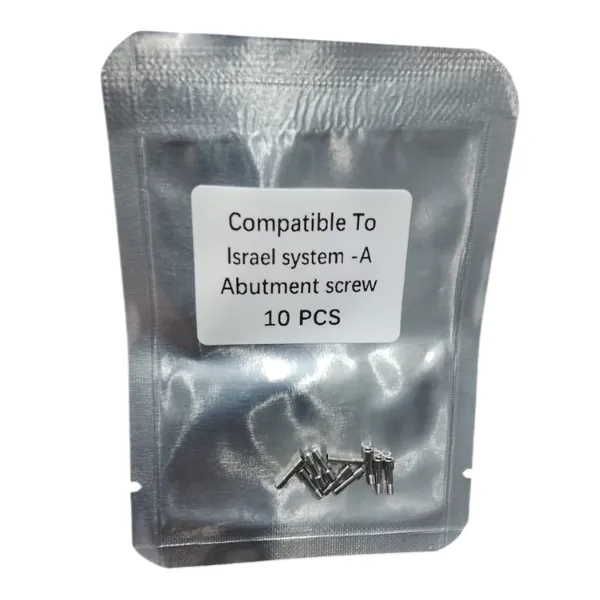 Compatible To
Israel system -A
Abutment screw
10 PCS